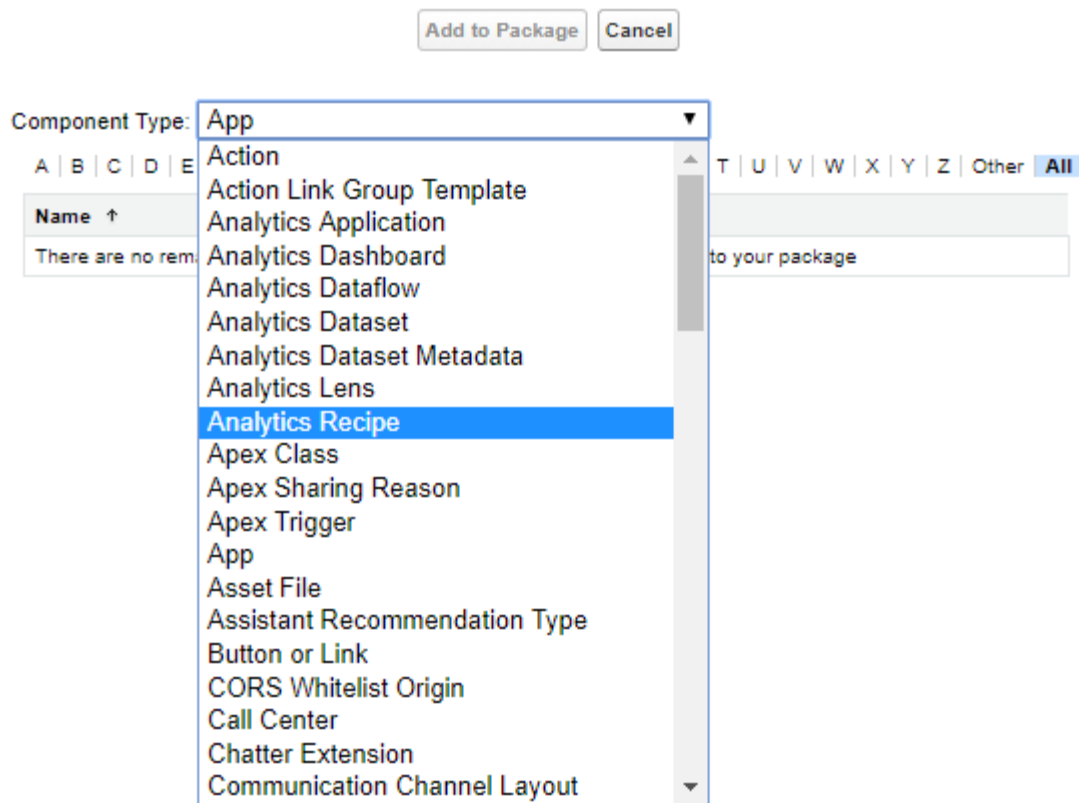 Add to Package Cancel
Component Type: App
A | B | C | D | E T | U | V | W | X | Y | Z | Other | All
Action
Action Link Group Template
Name ↑
Analytics Application
There are no rem to your package
Analytics Dashboard
Analytics Dataflow
Analytics Dataset
Analytics Dataset Metadata
Analytics Lens
Analytics Recipe
Apex Class
Apex Sharing Reason
Apex Trigger
App
Asset File
Assistant Recommendation Type
Button or Link
CORS Whitelist Origin
Call Center
Chatter Extension
Communication Channel Layout